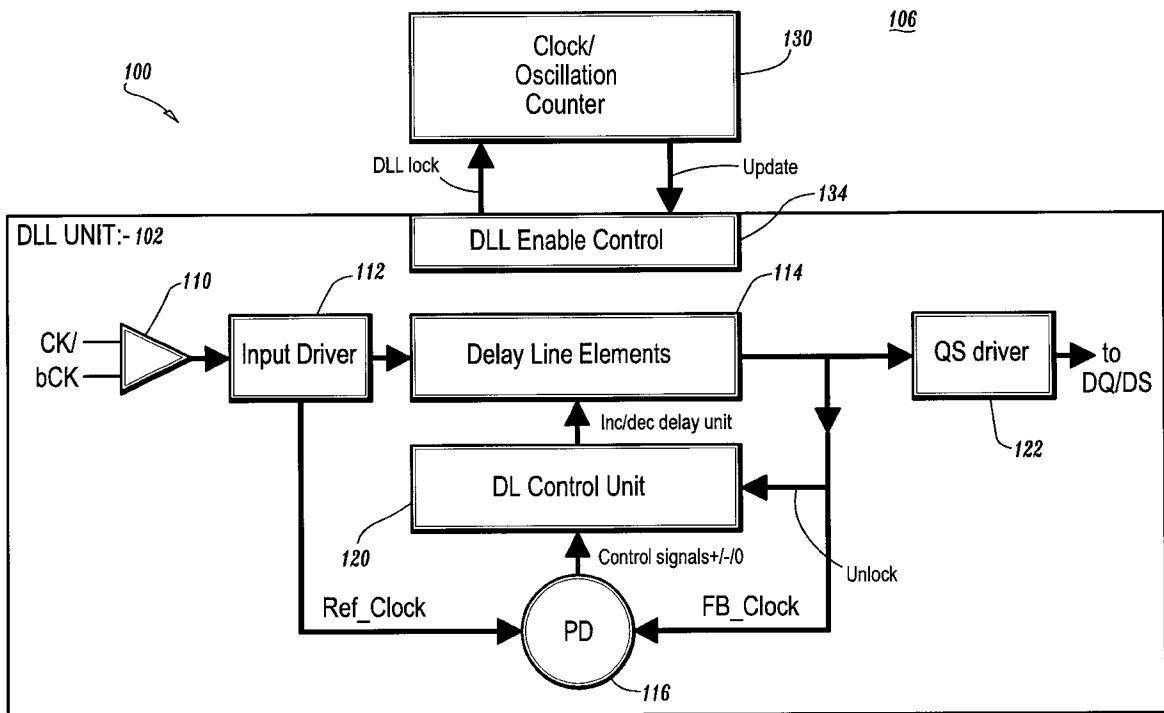 106
100
Clock/
Oscillation
Counter
130
DLL lock
Update
134
DLL UNIT:- 102
DLL Enable Control
110
112
114
CK/
bCK
Input Driver
Delay Line Elements
QS driver
to
DQ/DS
Inc/dec delay unit
122
DL Control Unit
120
Control signals+/-/0
Unlock
Ref_Clock
FB_Clock
PD
116